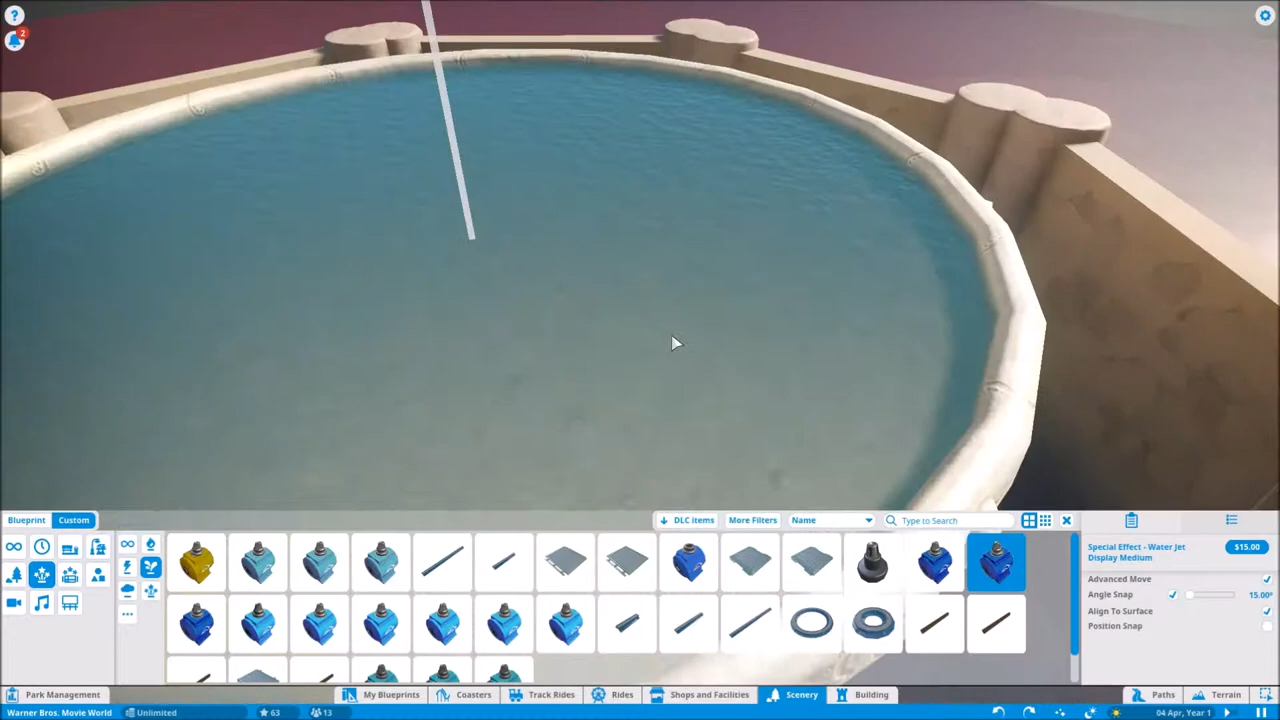 ?
2
Blueprint
Custom
DLC items
More Filters
Name
Type to Search
Special Effect - Water Jet
Display Medium
$15.00
Advanced Move
Angle Snap
15.00°
Align To Surface
Position Snap
Park Management
My Blueprints
Coasters
Track Rides
Rides
Shops and Facilities
Scenery
Building
Paths
Terrain
Warner Bros. Movie World
Unlimited
63
13
04 Apr, Year 1